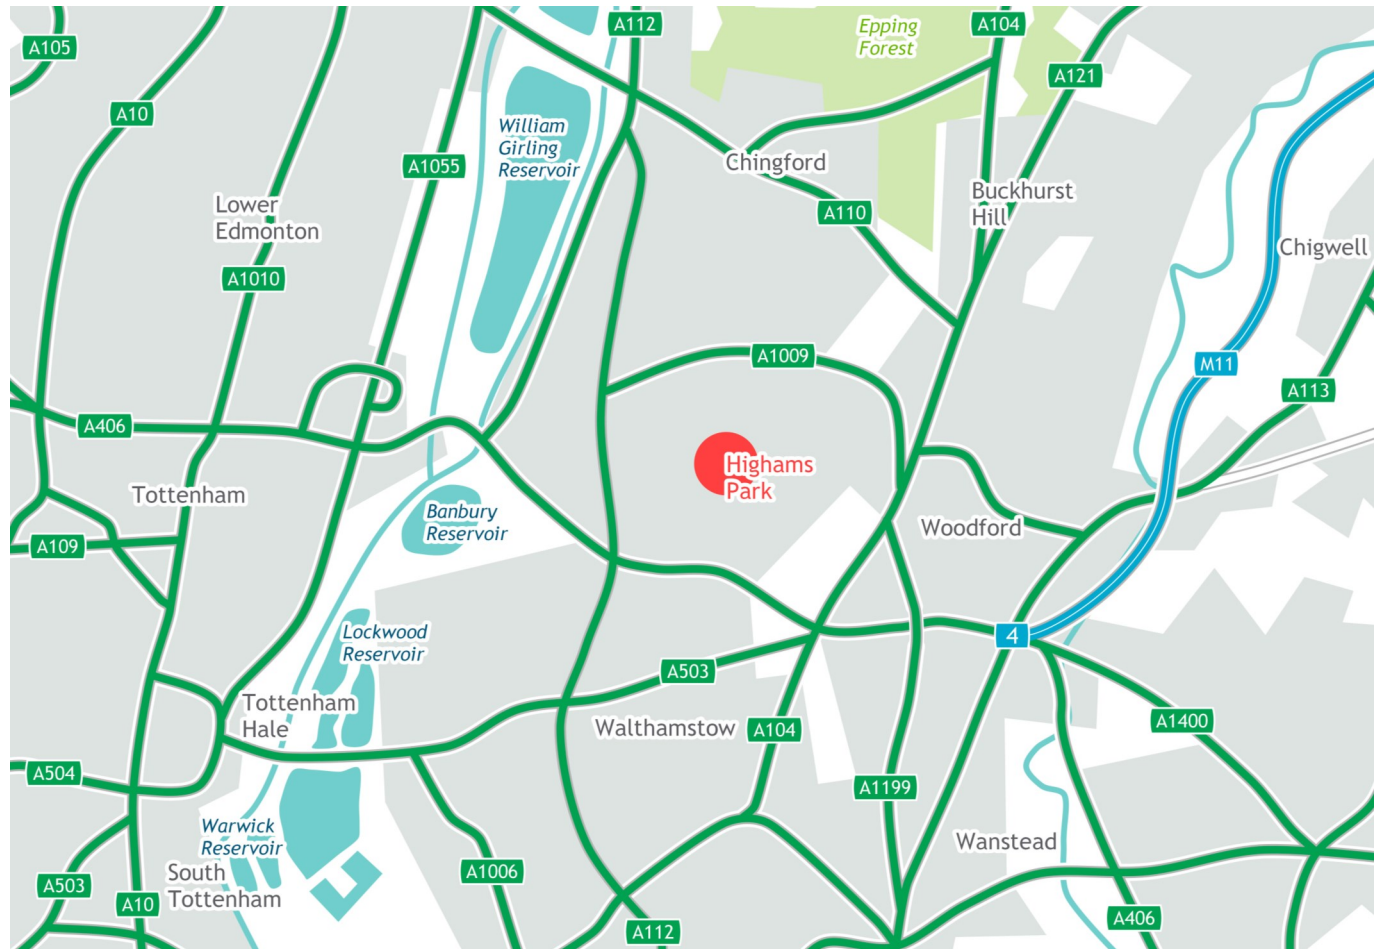 A105
A112
Epping
Forest
A104
A121
A10
William
Girling
Reservoir
A1055
Chingford
Buckhurst
Hill
Lower
Edmonton
A110
Chigwell
A1010
A1009
M11
A113
A406
Highams
Park
Tottenham
Banbury
Reservoir
Woodford
A109
Lockwood
Reservoir
4
A503
Tottenham
Hale
Walthamstow
A104
A1400
A504
A1199
Warwick
Reservoir
Wanstead
South
Tottenham
A1006
A503
A10
A112
A406